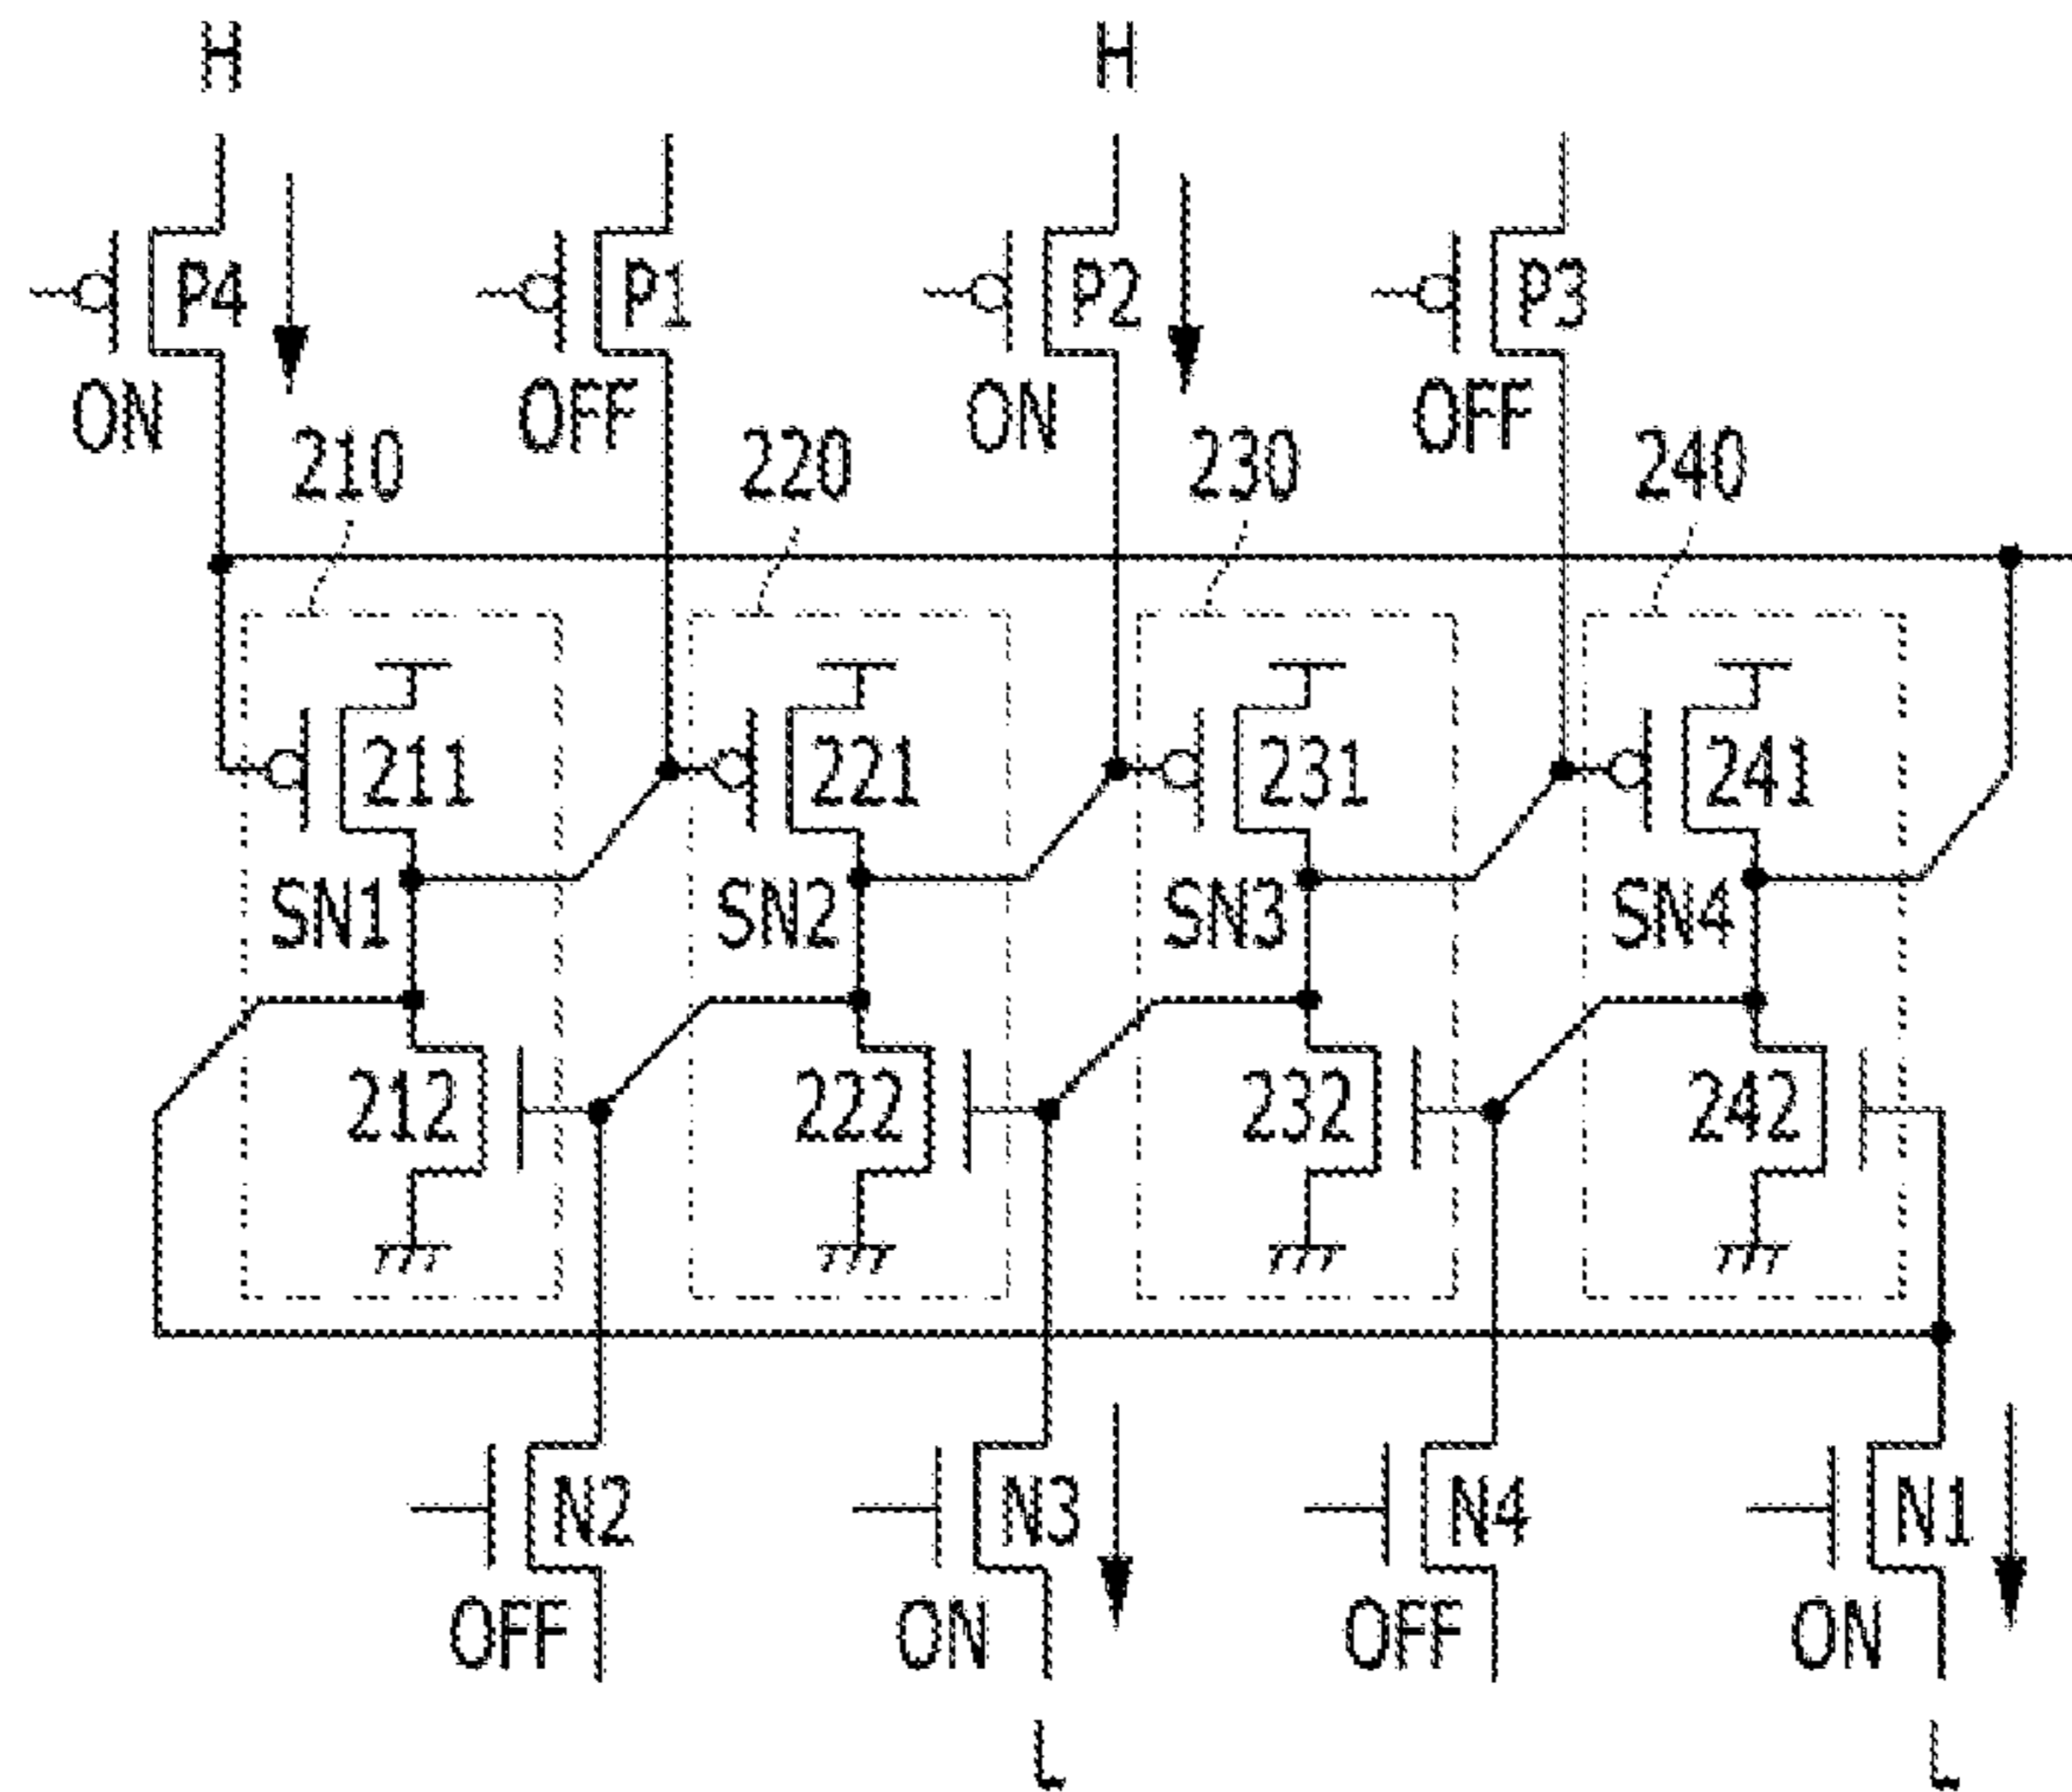 H H
P4 P1 P2 P3
ON OFF ON OFF
210 220 230 240
211 221 231 241
SN1 SN2 SN3 SN4
212 222 232 242
N2 N3 N4 N1
OFF ON OFF ON
L L